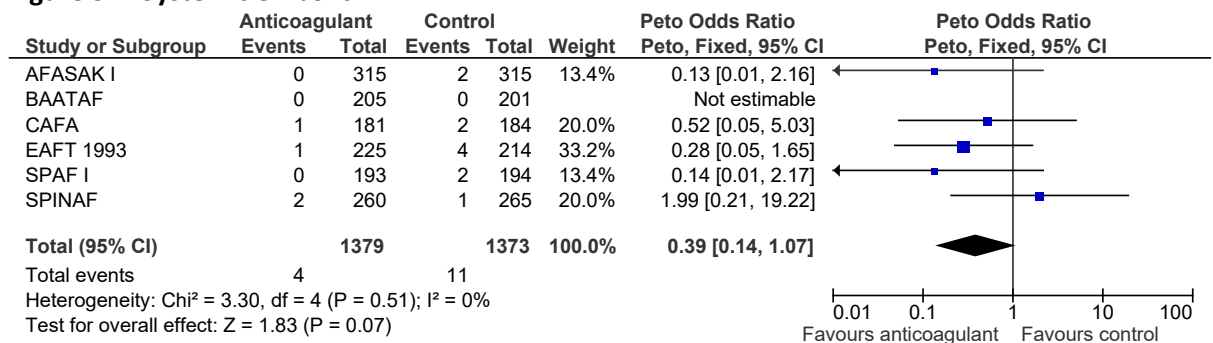 Anticoagulant Control Peto Odds Ratio Peto Odds Ratio
Study or Subgroup Events Total Events Total Weight Peto, Fixed, 95% CI Peto, Fixed, 95% CI
AFASAK I 0 315 2 315 13.4% 0.13 [0.01, 2.16]
BAATAF 0 205 0 201 Not estimable
CAFA 1 181 2 184 20.0% 0.52 [0.05, 5.03]
EAFT 1993 1 225 4 214 33.2% 0.28 [0.05, 1.65]
SPAF I 0 193 2 194 13.4% 0.14 [0.01, 2.17]
SPINAF 2 260 1 265 20.0% 1.99 [0.21, 19.22]
Total (95% CI) 1379 1373 100.0% 0.39 [0.14, 1.07]
Total events 4 11
Heterogeneity: Chi² = 3.30, df = 4 (P = 0.51); I² = 0%
Test for overall effect: Z = 1.83 (P = 0.07)
0.01 0.1 1 10 100
Favours anticoagulant Favours control